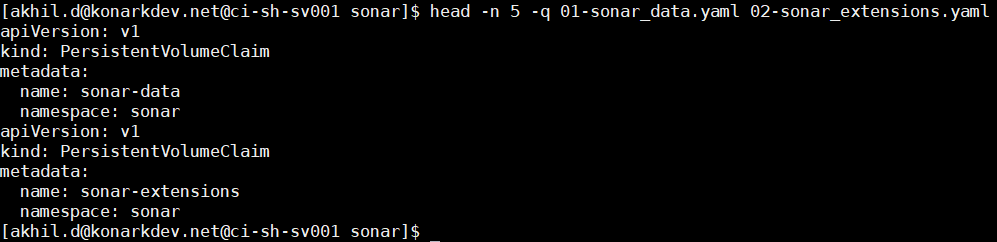 [akhil.d@konarkdev.net@ci-sh-sv001 sonar]$ head -n 5 -q 01-sonar_data.yaml 02-sonar_extensions.yaml
apiVersion: v1
kind: PersistentVolumeClaim
metadata:
  name: sonar-data
  namespace: sonar
apiVersion: v1
kind: PersistentVolumeClaim
metadata:
  name: sonar-extensions
  namespace: sonar
[akhil.d@konarkdev.net@ci-sh-sv001 sonar]$